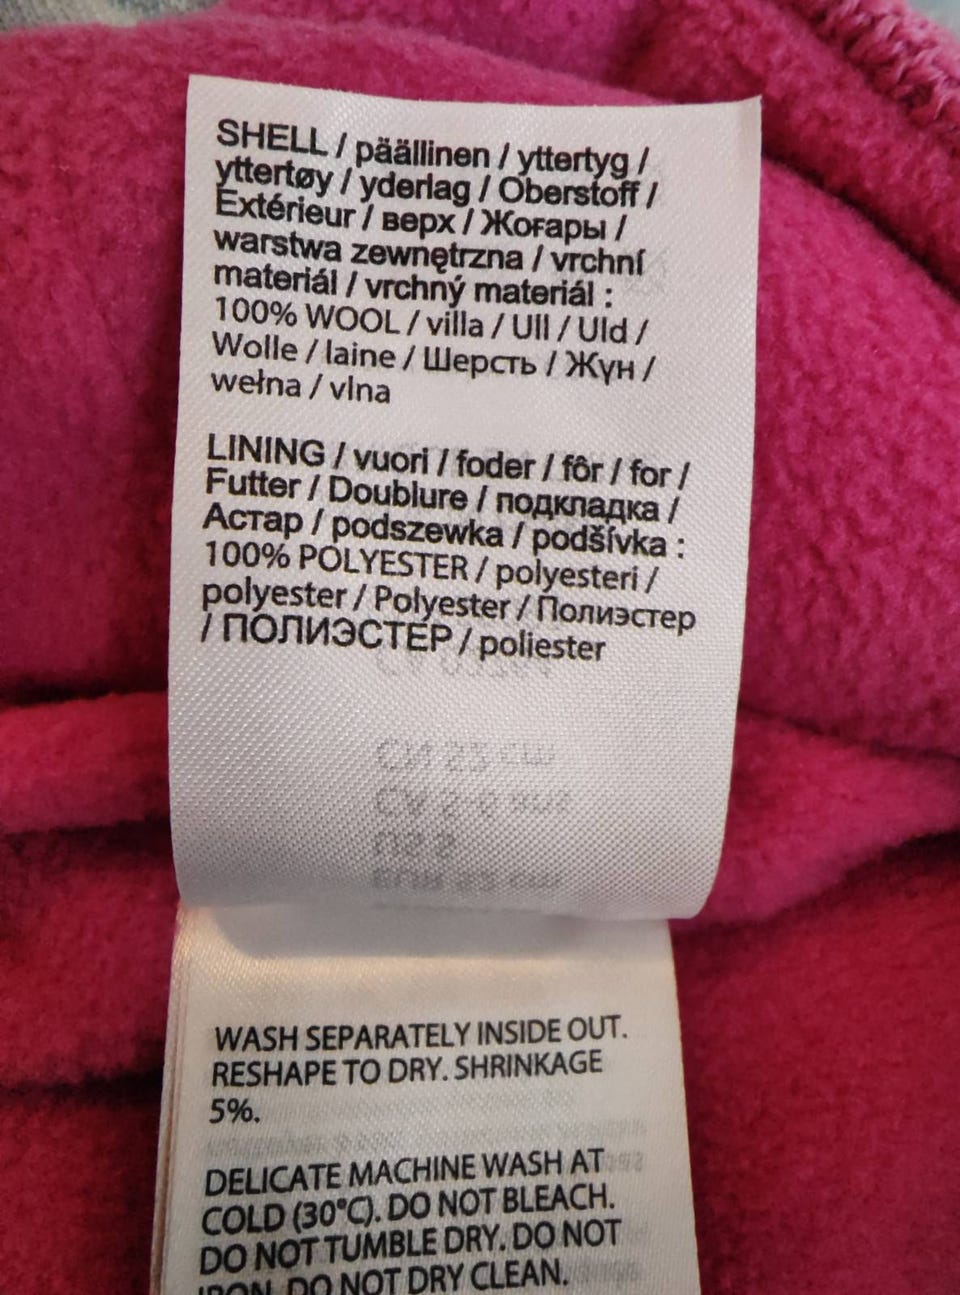 SHELL / päällinen / yttertyg /
yttertøy / yderlag / Oberstoff /
Extérieur / верх / Жоғары /
warstwa zewnętrzna / vrchní
materiál / vrchný materiál :
100% WOOL / villa / Ull / Uld /
Wolle / laine / Шерсть / Жүн /
wełna / vlna
LINING / vuori / foder / fôr / for /
Futter / Doublure / подкладка /
Астар / podszewka / podšívka :
100% POLYESTER / polyesteri /
polyester / Polyester / Полиэстер
/ ПОЛИЭСТЕР / poliester
WASH SEPARATELY INSIDE OUT.
RESHAPE TO DRY. SHRINKAGE
5%.
DELICATE MACHINE WASH AT
COLD (30°C). DO NOT BLEACH.
DO NOT TUMBLE DRY. DO NOT
IRON. DO NOT DRY CLEAN.